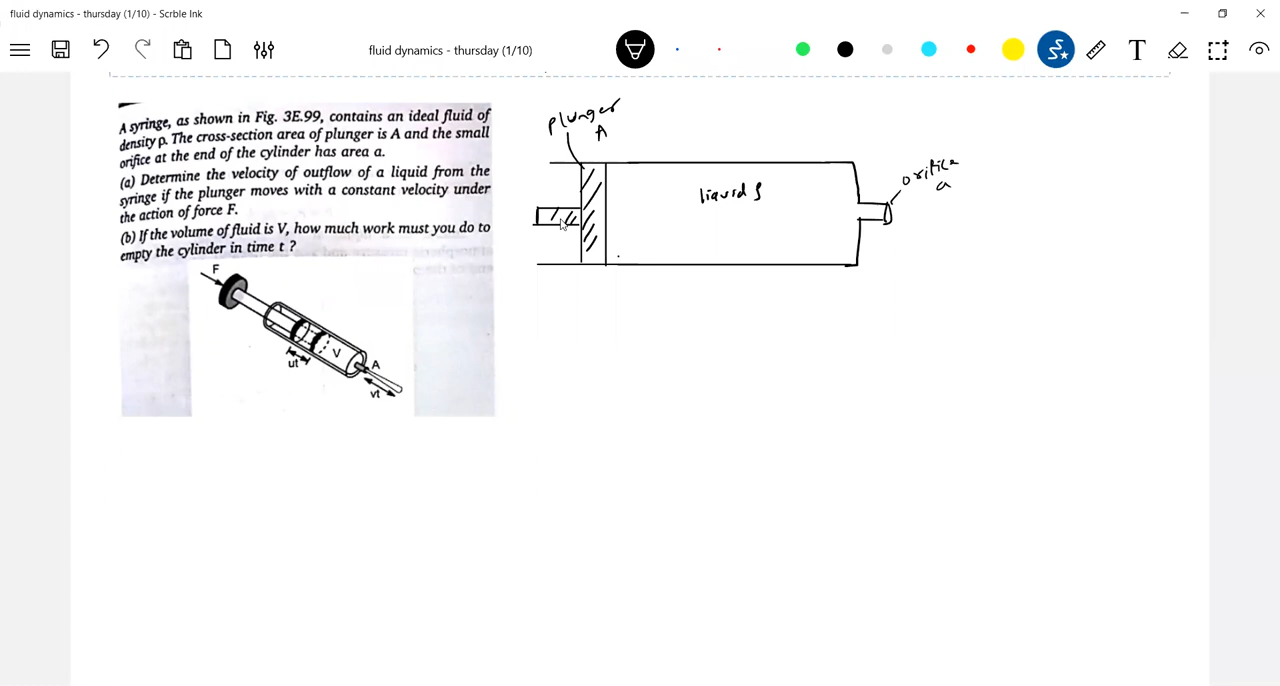 fluid dynamics - thursday (1/10) - Scrble Ink
fluid dynamics - thursday (1/10)
T
A syringe, as shown in Fig. 3E.99, contains an ideal fluid of
density ρ. The cross-section area of plunger is A and the small
orifice at the end of the cylinder has area a.
(a) Determine the velocity of outflow of a liquid from the
syringe if the plunger moves with a constant velocity under
the action of force F.
(b) If the volume of fluid is V, how much work must you do to
empty the cylinder in time t ?
F
V
A
ut
vt
plunger
A
liquid ρ
orifice
a